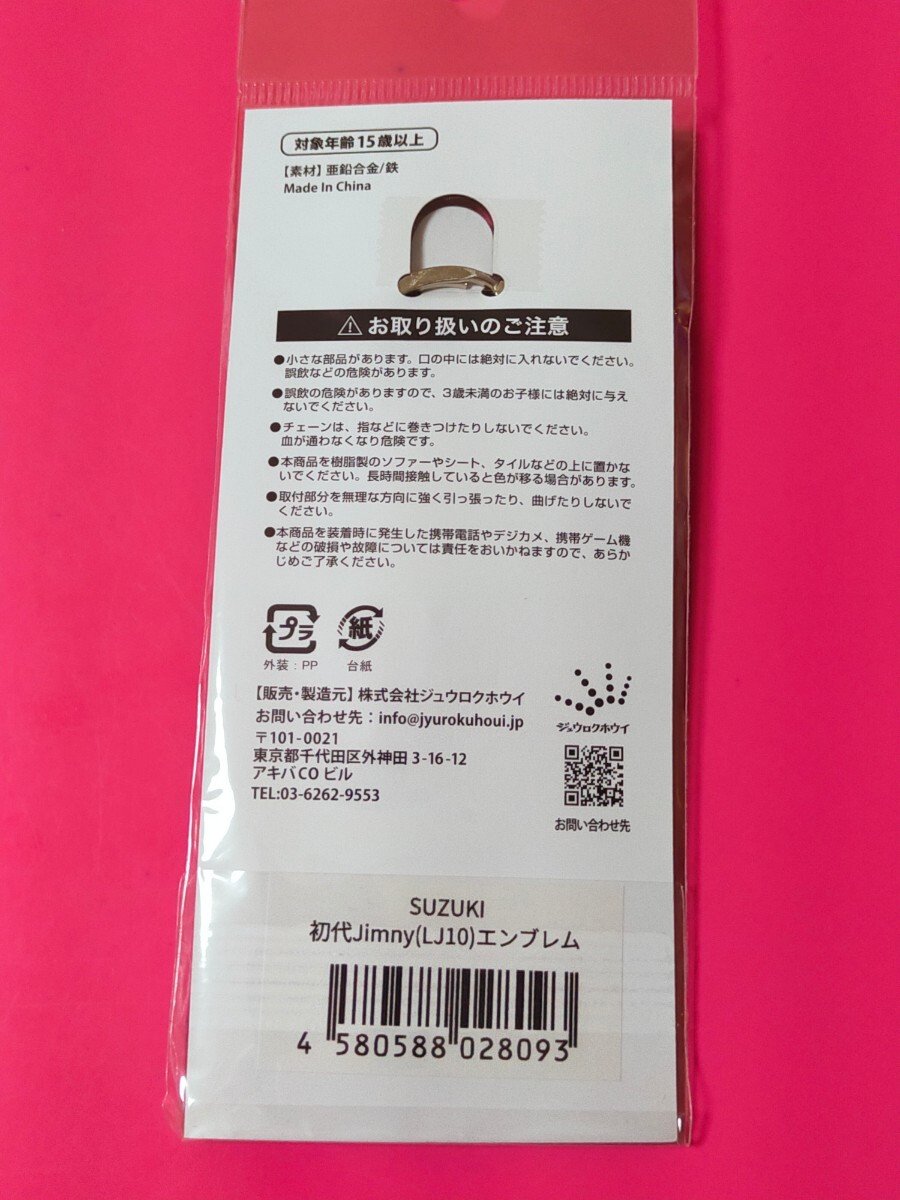 対象年齢15歳以上
【素材】亜鉛合金/鉄
Made In China
⚠お取り扱いのご注意
●小さな部品があります。口の中には絶対に入れないでください。
誤飲などの危険があります。
●誤飲の危険がありますので、3歳未満のお子様には絶対に与え
ないでください。
●チェーンは、指などに巻きつけたりしないでください。
血が通わなくなり危険です。
●本商品を樹脂製のソファーやシート、タイルなどの上に置かな
いでください。長時間接触していると色が移る場合があります。
●取付部分を無理な方向に強く引っ張ったり、曲げたりしないで
ください。
●本商品を装着時に発生した携帯電話やデジカメ、携帯ゲーム機
などの破損や故障については責任をおいかねますので、あらか
じめご了承ください。
プラ 紙
外装:PP 台紙
【販売・製造元】株式会社ジュウロクホウイ
お問い合わせ先:info@jyurokuhoui.jp
〒101-0021
東京都千代田区外神田3-16-12
アキバCOビル
TEL:03-6262-9553
ジュウロクホウイ
お問い合わせ先
SUZUKI
初代Jimny(LJ10)エンブレム
4 580588 028093